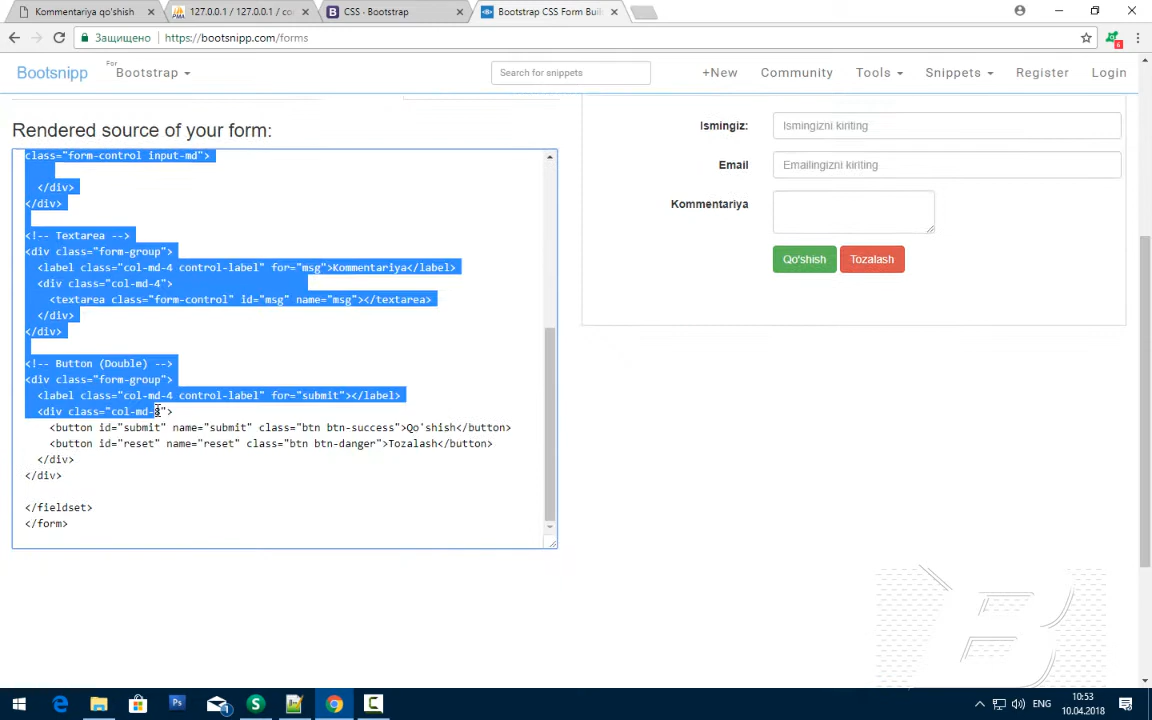 Kommentariya qo'shish
127.0.0.1 / 127.0.0.1 / co
CSS - Bootstrap
Bootstrap CSS Form Buil
Защищено
https://bootsnipp.com/forms
6
Bootsnipp
For
Bootstrap
Search for snippets
+New
Community
Tools
Snippets
Register
Login
Rendered source of your form:
class="form-control input-md">
</div>
</div>
<!-- Textarea -->
<div class="form-group">
<label class="col-md-4 control-label" for="msg">Kommentariya</label>
<div class="col-md-4">
<textarea class="form-control" id="msg" name="msg"></textarea>
</div>
</div>
<!-- Button (Double) -->
<div class="form-group">
<label class="col-md-4 control-label" for="submit"></label>
<div class="col-md-8">
<button id="submit" name="submit" class="btn btn-success">Qo'shish</button>
<button id="reset" name="reset" class="btn btn-danger">Tozalash</button>
</div>
</div>
</fieldset>
</form>
Ismingiz:
Ismingizni kiriting
Email
Emailingizni kiriting
Kommentariya
Qo'shish
Tozalash
ENG
10:53
10.04.2018